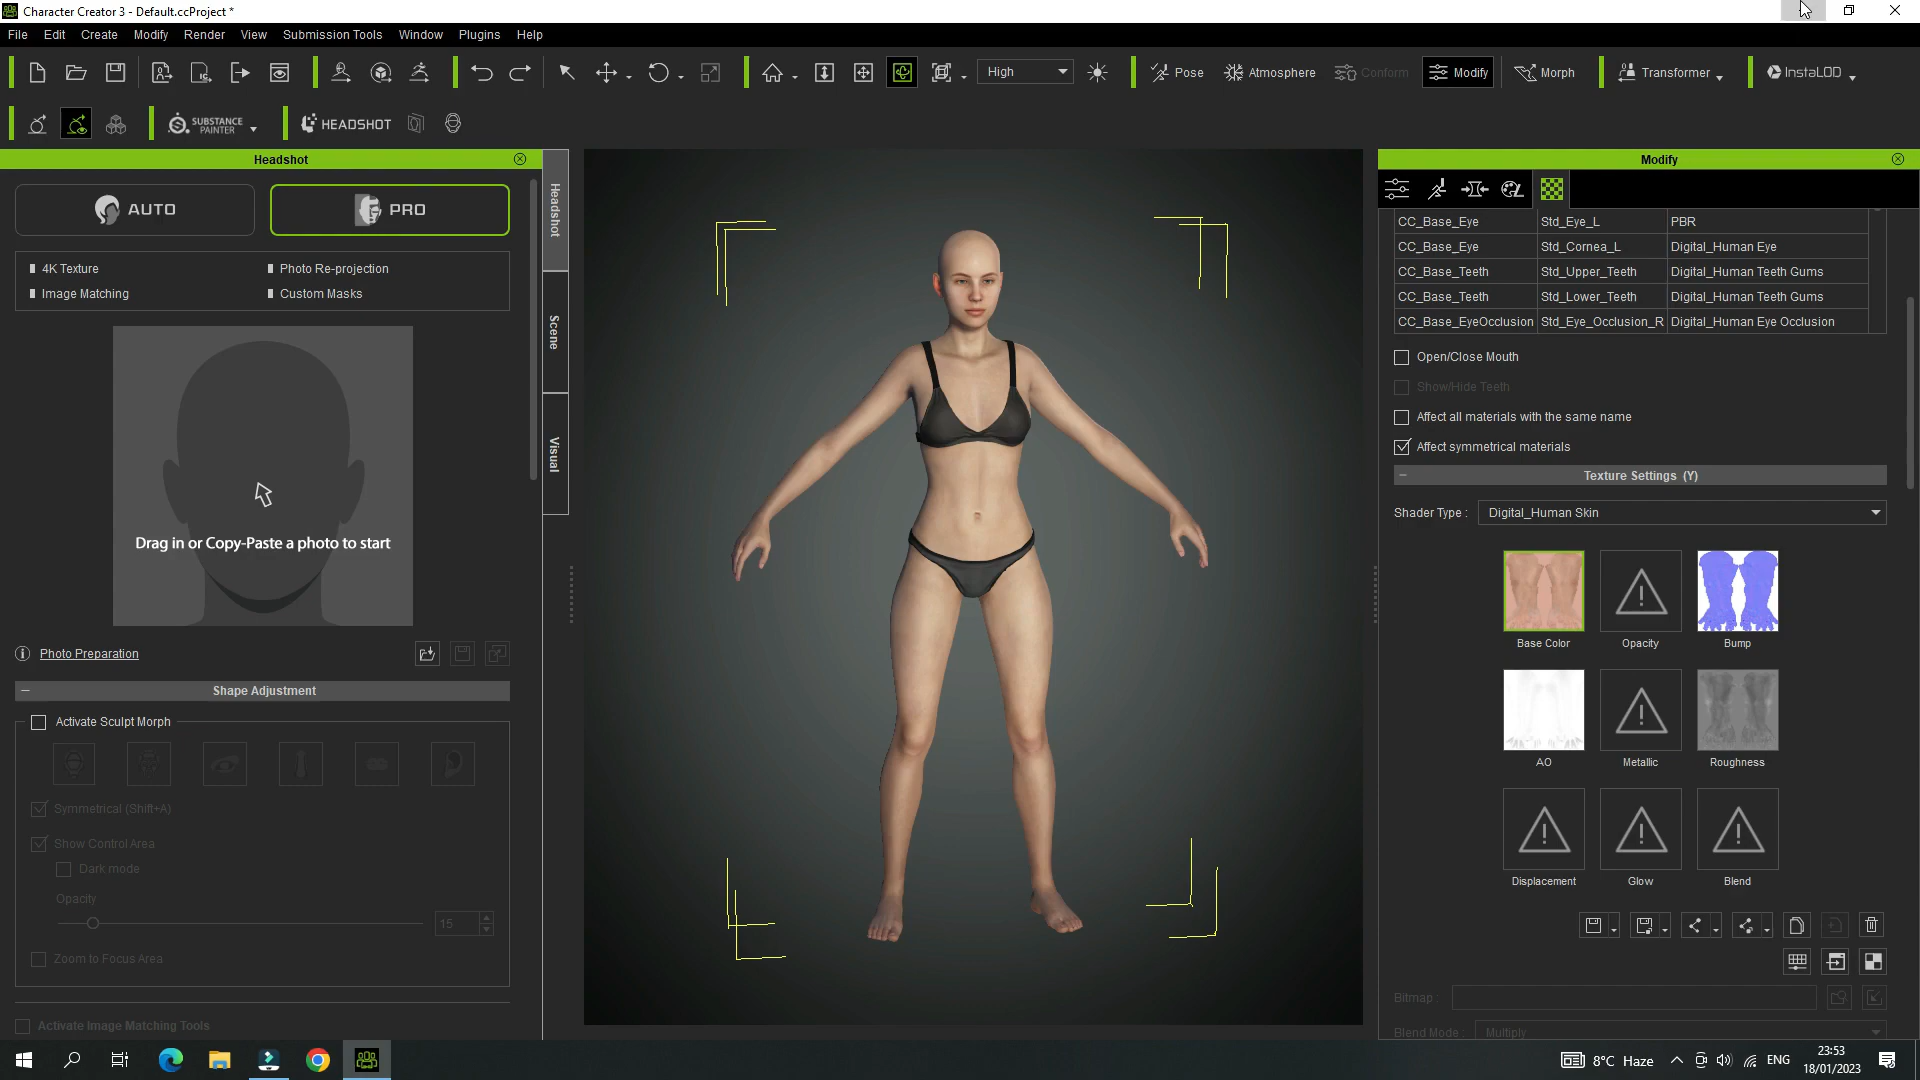 Character Creator 3 - Default.ccProject *
File Edit Create Modify Render View Submission Tools Window Plugins Help
High Pose Atmosphere Conform Modify Morph Transformer InstaLOD
SUBSTANCE PAINTER HEADSHOT
Headshot
AUTO PRO
4K Texture Photo Re-projection
Image Matching Custom Masks
Drag in or Copy-Paste a photo to start
Photo Preparation
Shape Adjustment
Activate Sculpt Morph
Symmetrical (Shift+A)
Show Control Area
Dark mode
Opacity
15
Zoom to Focus Area
Activate Image Matching Tools
Headshot
Scene
Visual
Modify
CC_Base_Eye Std_Eye_L PBR
CC_Base_Eye Std_Cornea_L Digital_Human Eye
CC_Base_Teeth Std_Upper_Teeth Digital_Human Teeth Gums
CC_Base_Teeth Std_Lower_Teeth Digital_Human Teeth Gums
CC_Base_EyeOcclusion Std_Eye_Occlusion_R Digital_Human Eye Occlusion
Open/Close Mouth
Show/Hide Teeth
Affect all materials with the same name
Affect symmetrical materials
Texture Settings (Y)
Shader Type : Digital_Human Skin
Base Color Opacity Bump
AO Metallic Roughness
Displacement Glow Blend
Bitmap :
Blend Mode : Multiply
8°C Haze ENG 23:53
18/01/2023